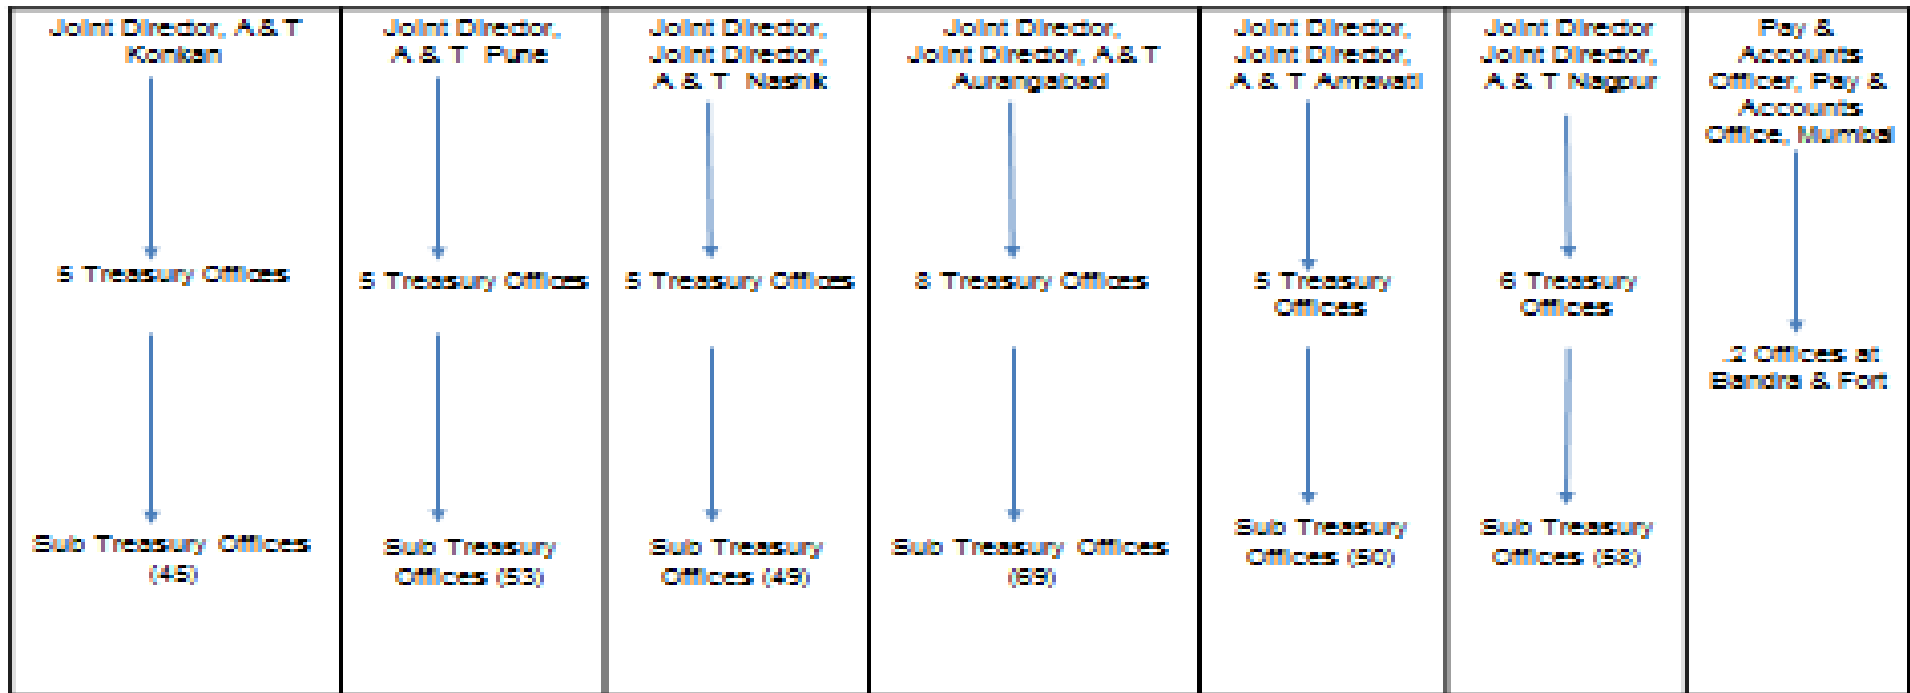 Joint Director, A & T
Konkan
5 Treasury Offices
Sub Treasury Offices
(45)
Joint Director,
A & T Pune
5 Treasury Offices
Sub Treasury
Offices (53)
Joint Director,
Joint Director,
A & T Nashik
5 Treasury Offices
Sub Treasury
Offices (49)
Joint Director,
Joint Director, A & T
Aurangabad
8 Treasury Offices
Sub Treasury Offices
(69)
Joint Director,
Joint Director,
A & T Amravati
5 Treasury
Offices
Sub Treasury
Offices (50)
Joint Director
Joint Director,
A & T Nagpur
6 Treasury
Offices
Sub Treasury
Offices (58)
Pay &
Accounts
Officer, Pay &
Accounts
Office, Mumbai
.2 Offices at
Bandra & Fort